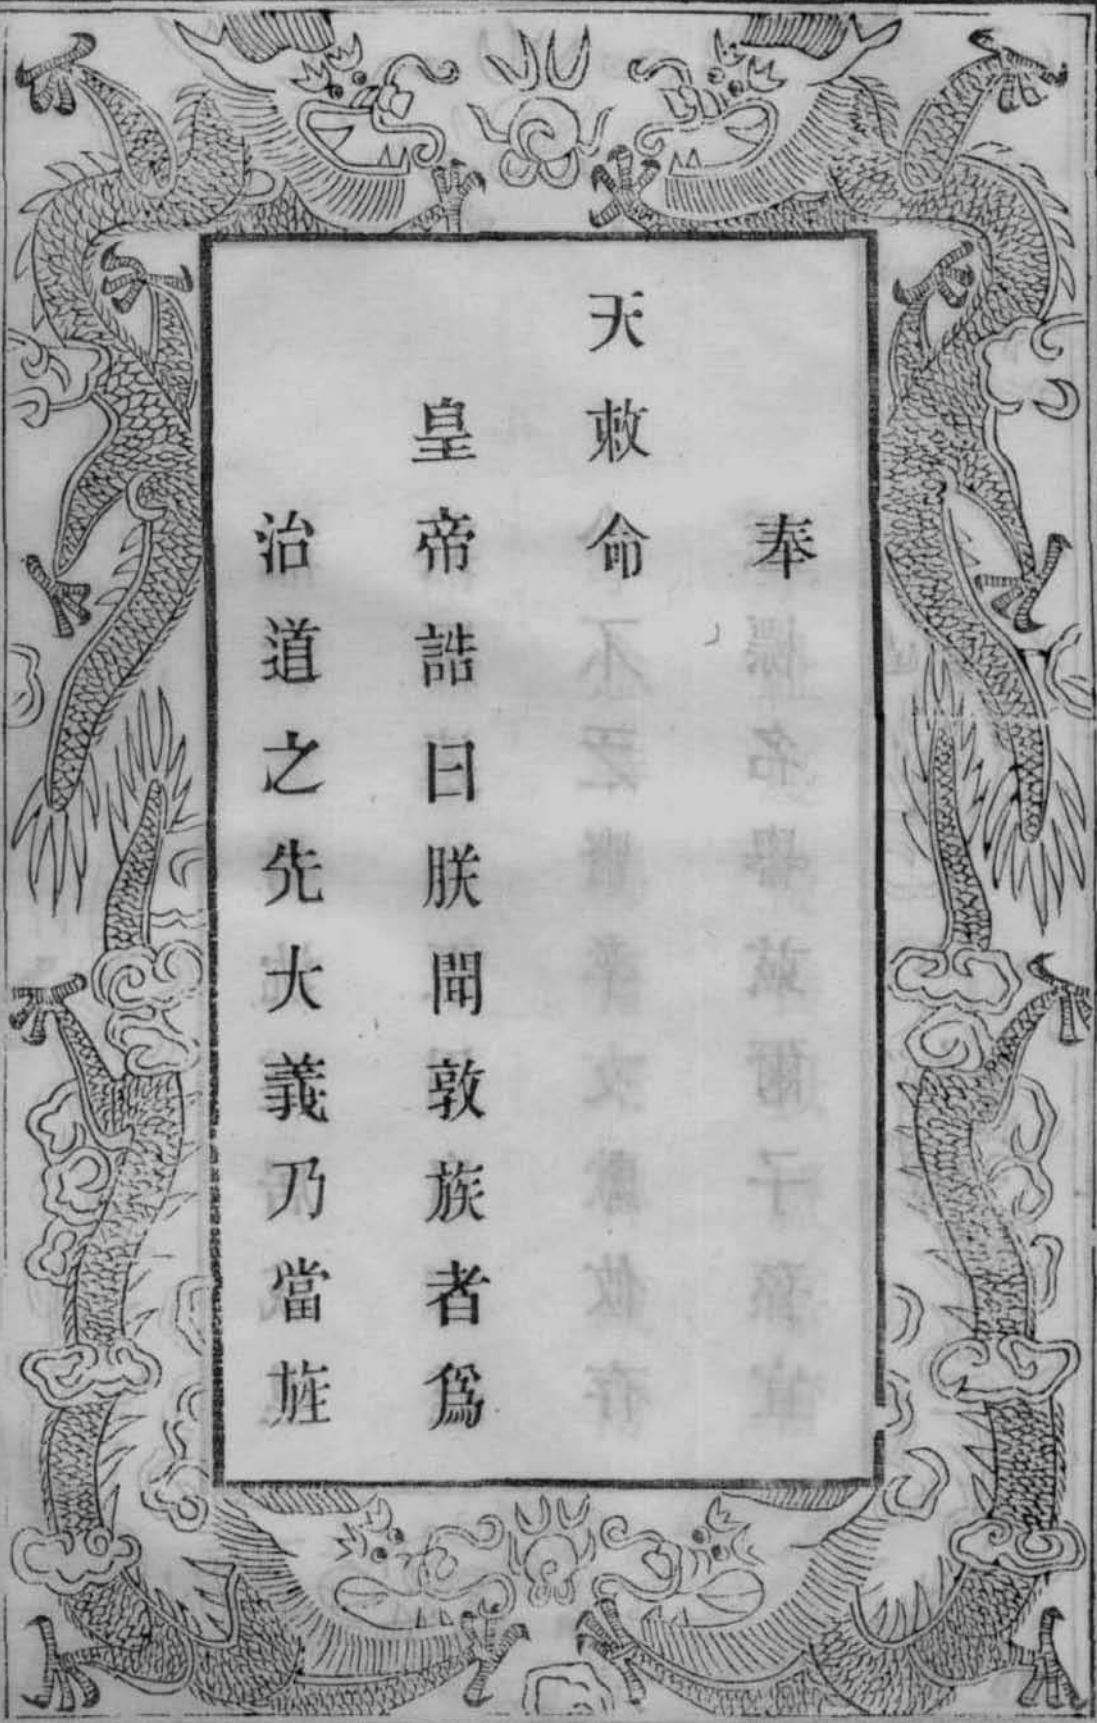 奉
天敕命
皇帝誥曰朕聞敦族者爲
治道之先大義乃當旌